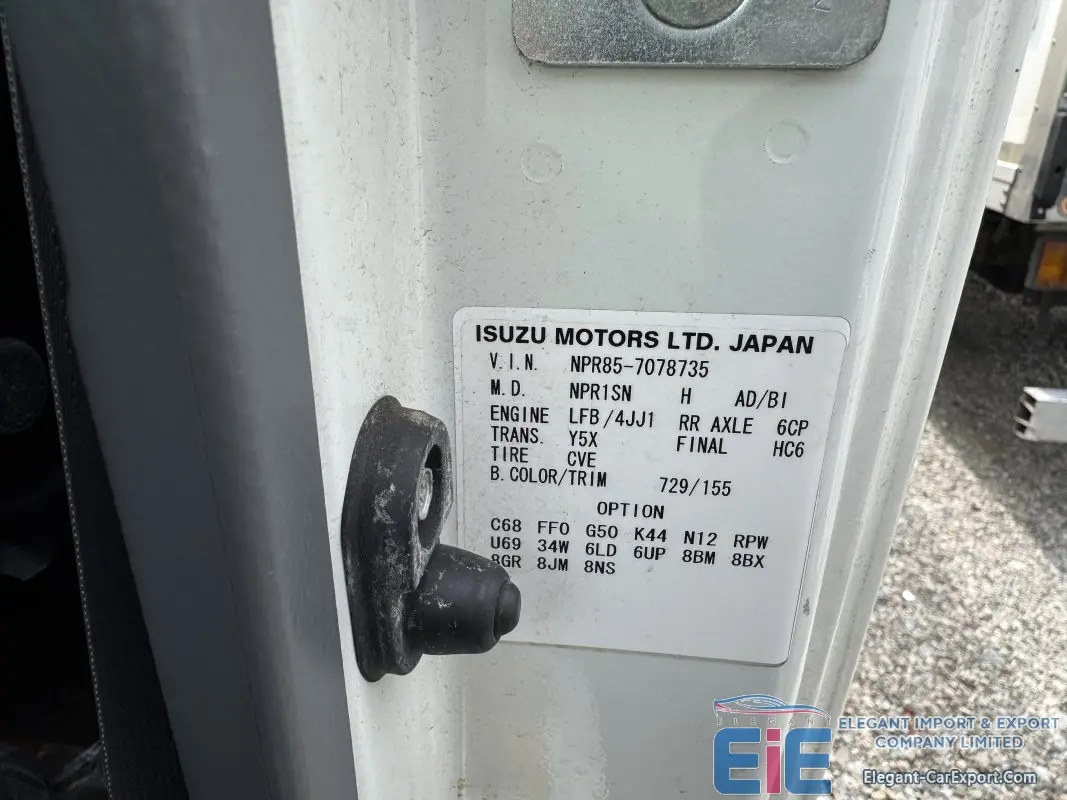 ISUZU MOTORS LTD. JAPAN
V.I.N. NPR85-7078735
M.D. NPR1SN H AD/BI
ENGINE LFB/4JJ1 RR AXLE 6CP
TRANS. Y5X FINAL HC6
TIRE CVE
B.COLOR/TRIM 729/155
OPTION
C68 FF0 G50 K44 N12 RPW
U69 34W 6LD 6UP 8BM 8BX
8GR 8JM 8NS
ELEGANT
EiE
ELEGANT IMPORT & EXPORT
COMPANY LIMITED
Elegant-CarExport.Com